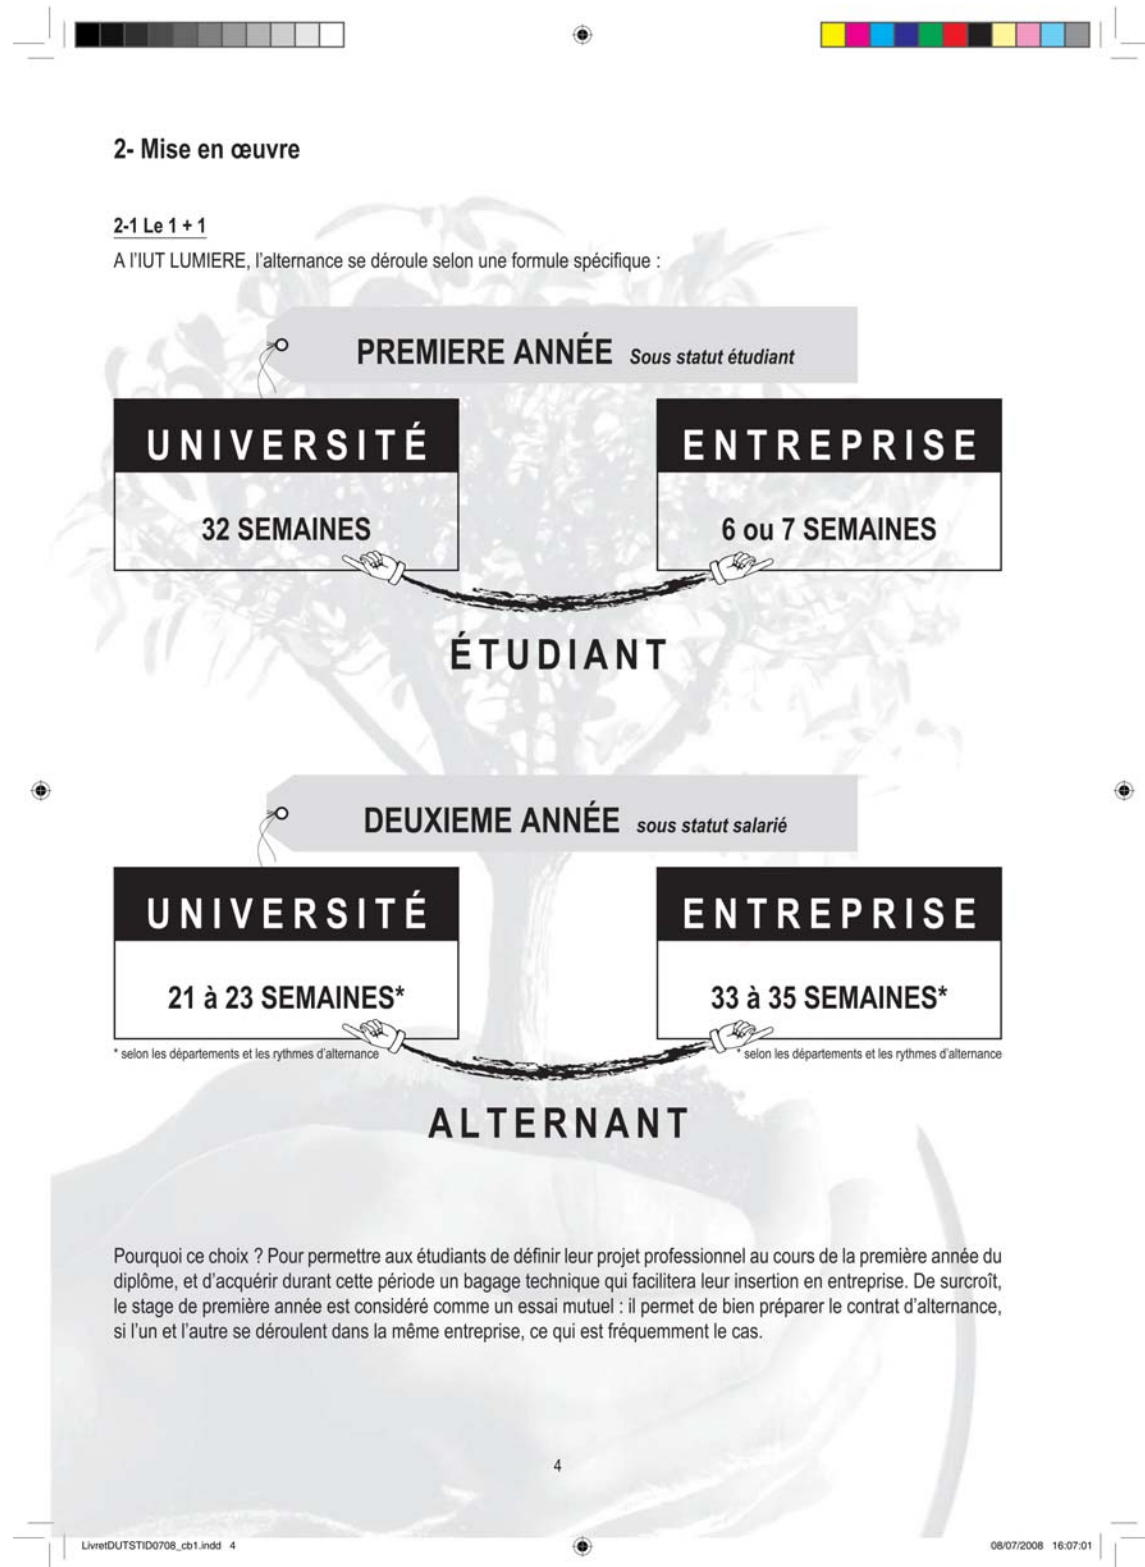 2- Mise en œuvre
2-1 Le 1 + 1
A l'IUT LUMIERE, l'alternance se déroule selon une formule spécifique :
PREMIERE ANNÉE Sous statut étudiant
UNIVERSITÉ
32 SEMAINES
ENTREPRISE
6 ou 7 SEMAINES
ÉTUDIANT
DEUXIEME ANNÉE sous statut salarié
UNIVERSITÉ
21 à 23 SEMAINES*
* selon les départements et les rythmes d'alternance
ENTREPRISE
33 à 35 SEMAINES*
* selon les départements et les rythmes d'alternance
ALTERNANT
Pourquoi ce choix ? Pour permettre aux étudiants de définir leur projet professionnel au cours de la première année du
diplôme, et d'acquérir durant cette période un bagage technique qui facilitera leur insertion en entreprise. De surcroît,
le stage de première année est considéré comme un essai mutuel : il permet de bien préparer le contrat d'alternance,
si l'un et l'autre se déroulent dans la même entreprise, ce qui est fréquemment le cas.
4
LivretDUTSTID0708_cb1.indd 4
08/07/2008 16:07:01